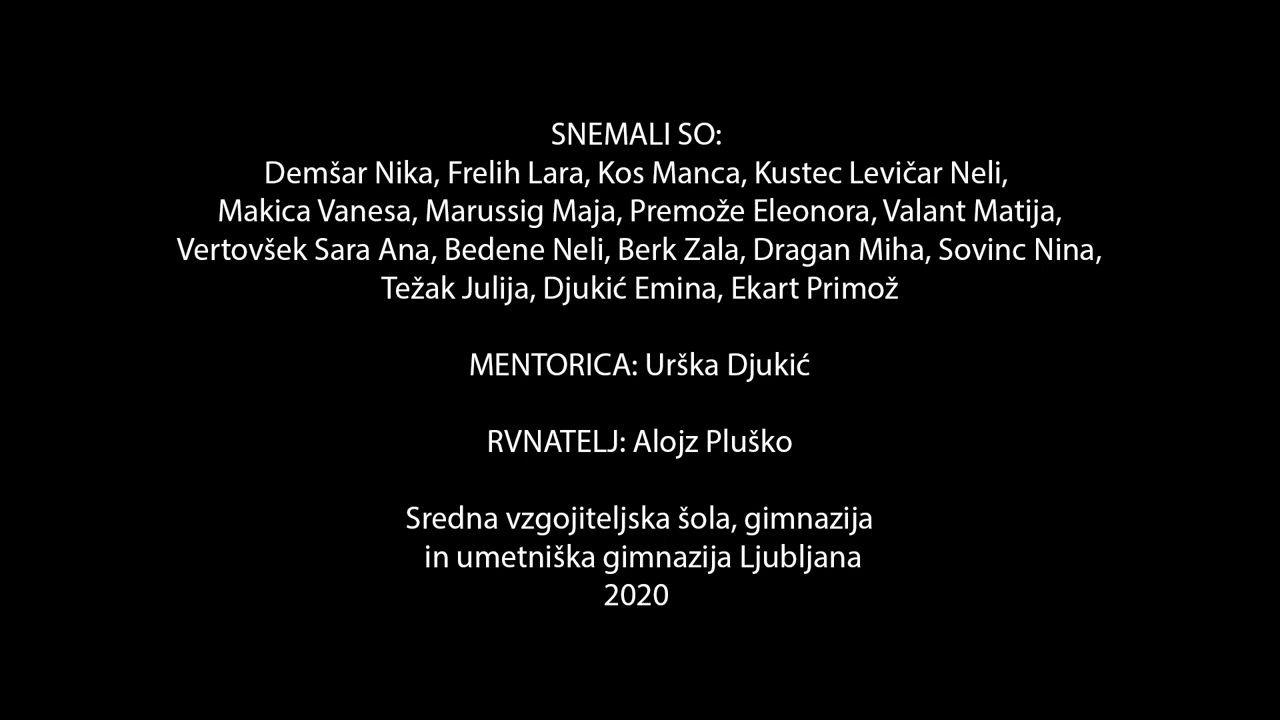 SNEMALI SO:
Demšar Nika, Frelih Lara, Kos Manca, Kustec Levičar Neli,
Makica Vanesa, Marussig Maja, Premože Eleonora, Valant Matija,
Vertovšek Sara Ana, Bedene Neli, Berk Zala, Dragan Miha, Sovinc Nina,
Težak Julija, Djukić Emina, Ekart Primož
MENTORICA: Urška Djukić
RVNATELJ: Alojz Pluško
Sredna vzgojiteljska šola, gimnazija
in umetniška gimnazija Ljubljana
2020